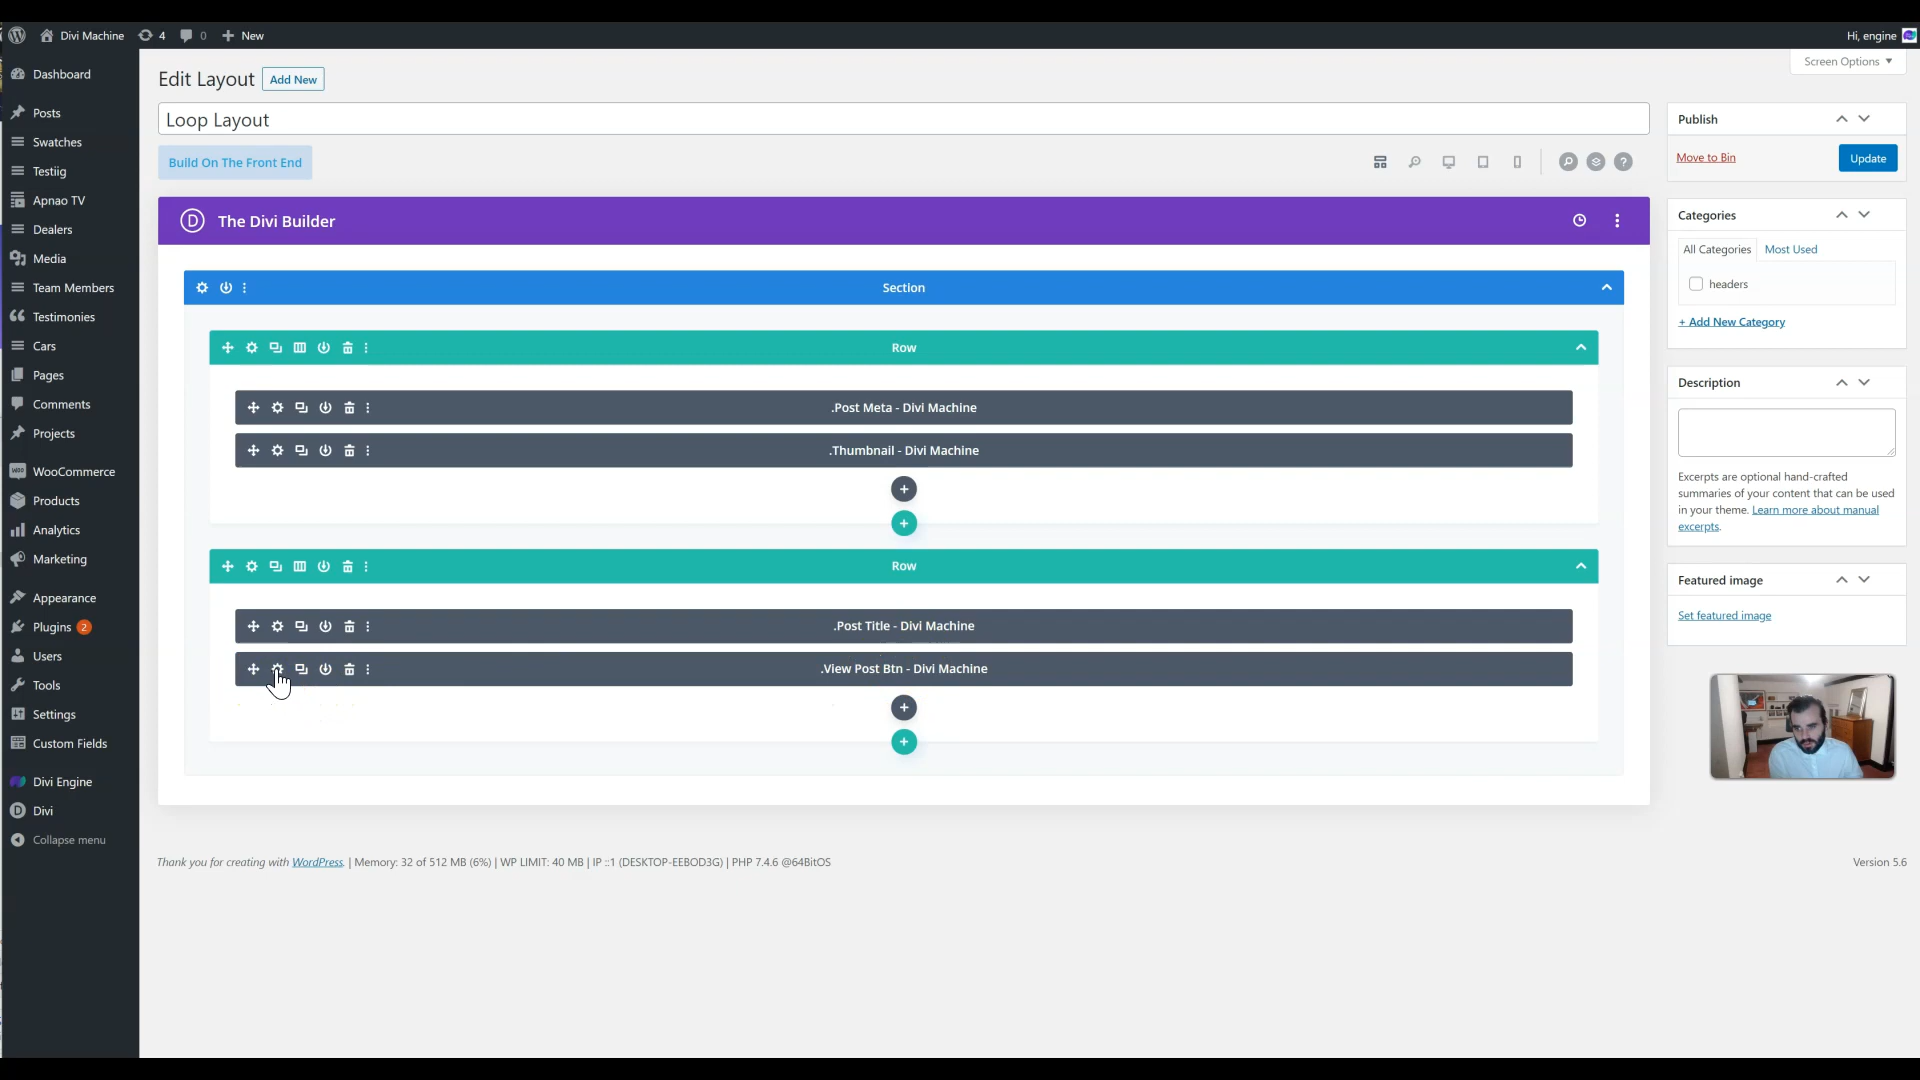 Divi Machine 4 0 New Hi, engine
Screen Options
Dashboard
Posts
Swatches
Testiig
Apnao TV
Dealers
Media
Team Members
Testimonies
Cars
Pages
Comments
Projects
WooCommerce
Products
Analytics
Marketing
Appearance
Plugins 2
Users
Tools
Settings
Custom Fields
Divi Engine
Divi
Collapse menu
Edit Layout Add New
Loop Layout
Build On The Front End
?
D The Divi Builder
Section
Row
.Post Meta - Divi Machine
.Thumbnail - Divi Machine
Row
.Post Title - Divi Machine
.View Post Btn - Divi Machine
Publish
Move to Bin Update
Categories
All Categories Most Used
headers
+ Add New Category
Description
Excerpts are optional hand-crafted
summaries of your content that can be used
in your theme. Learn more about manual
excerpts.
Featured image
Set featured image
Thank you for creating with WordPress. | Memory: 32 of 512 MB (6%) | WP LIMIT: 40 MB | IP ::1 (DESKTOP-EEBOD3G) | PHP 7.4.6 @64BitOS
Version 5.6